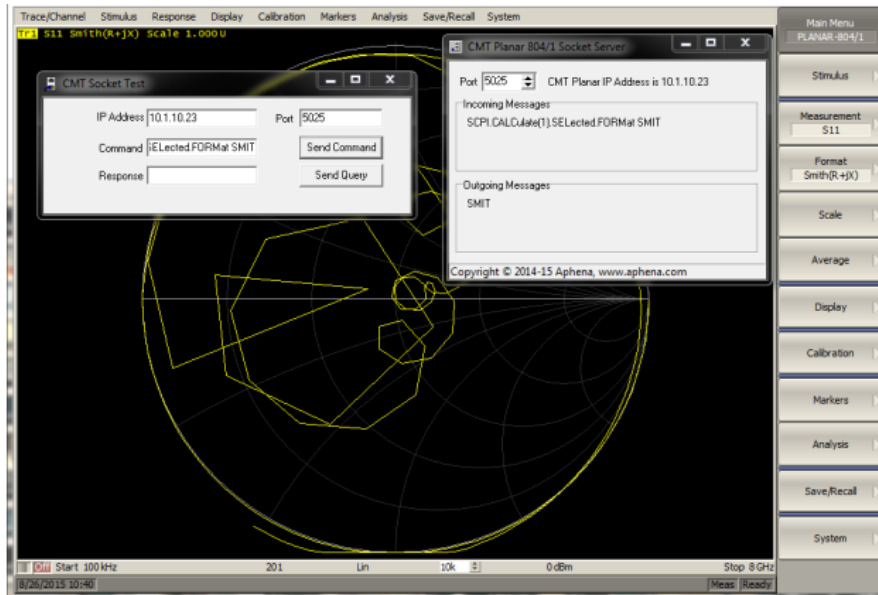 Trace/Channel Stimulus Response Display Calibration Markers Analysis Save/Recall System
Tr1 S11 Smith(R+jX) Scale 1.000U
CMT Socket Test
IP Address 10.1.10.23 Port 5025
Command SELected.FORMat SMIT Send Command
Response Send Query
CMT Planar 804/1 Socket Server
Port 5025 CMT Planar IP Address is 10.1.10.23
Incoming Messages
SCPI.CALCulate(1).SELected.FORMat SMIT
Outgoing Messages
SMIT
Copyright © 2014-15 Aphena, www.aphena.com
Main Menu
PLANAR-804/1
Stimulus
Measurement
S11
Format
Smith(R+jX)
Scale
Average
Display
Calibration
Markers
Analysis
Save/Recall
System
Off Start 100 kHz 201 Lin 10k 0 dBm Stop 8 GHz
8/26/2015 10:40 Meas Ready